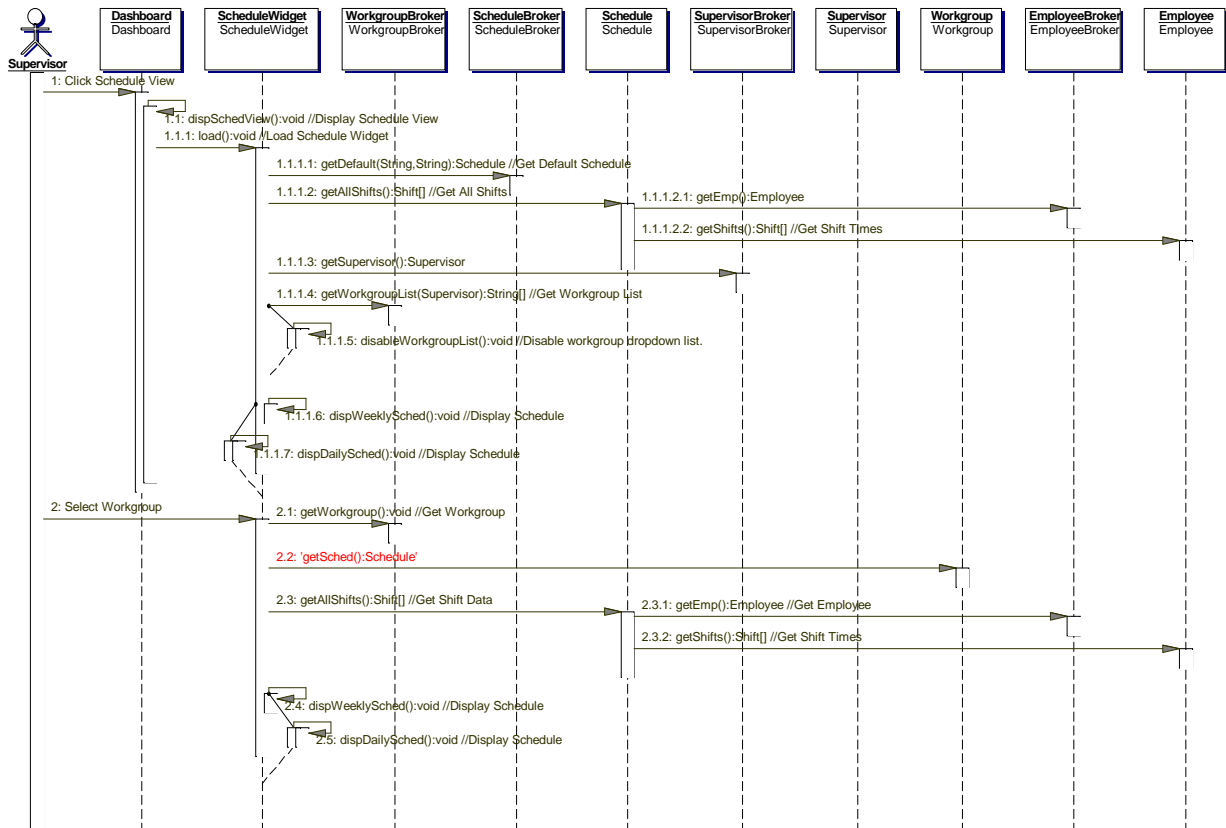 Dashboard
Dashboard
ScheduleWidget
ScheduleWidget
WorkgroupBroker
WorkgroupBroker
ScheduleBroker
ScheduleBroker
Schedule
Schedule
SupervisorBroker
SupervisorBroker
Supervisor
Supervisor
Workgroup
Workgroup
EmployeeBroker
EmployeeBroker
Employee
Employee
Supervisor
1: Click Schedule View
1.1: dispSchedView():void //Display Schedule View
1.1.1: load():void //Load Schedule Widget
1.1.1.1: getDefault(String,String):Schedule //Get Default Schedule
1.1.1.2: getAllShifts():Shift[] //Get All Shifts
1.1.1.2.1: getEmp():Employee
1.1.1.2.2: getShifts():Shift[] //Get Shift Times
1.1.1.3: getSupervisor():Supervisor
1.1.1.4: getWorkgroupList(Supervisor):String[] //Get Workgroup List
1.1.1.5: disableWorkgroupList():void //Disable workgroup dropdown list.
1.1.1.6: dispWeeklySched():void //Display Schedule
1.1.1.7: dispDailySched():void //Display Schedule
2: Select Workgroup
2.1: getWorkgroup():void //Get Workgroup
2.2: 'getSched():Schedule'
2.3: getAllShifts():Shift[] //Get Shift Data
2.3.1: getEmp():Employee //Get Employee
2.3.2: getShifts():Shift[] //Get Shift Times
2.4: dispWeeklySched():void //Display Schedule
2.5: dispDailySched():void //Display Schedule